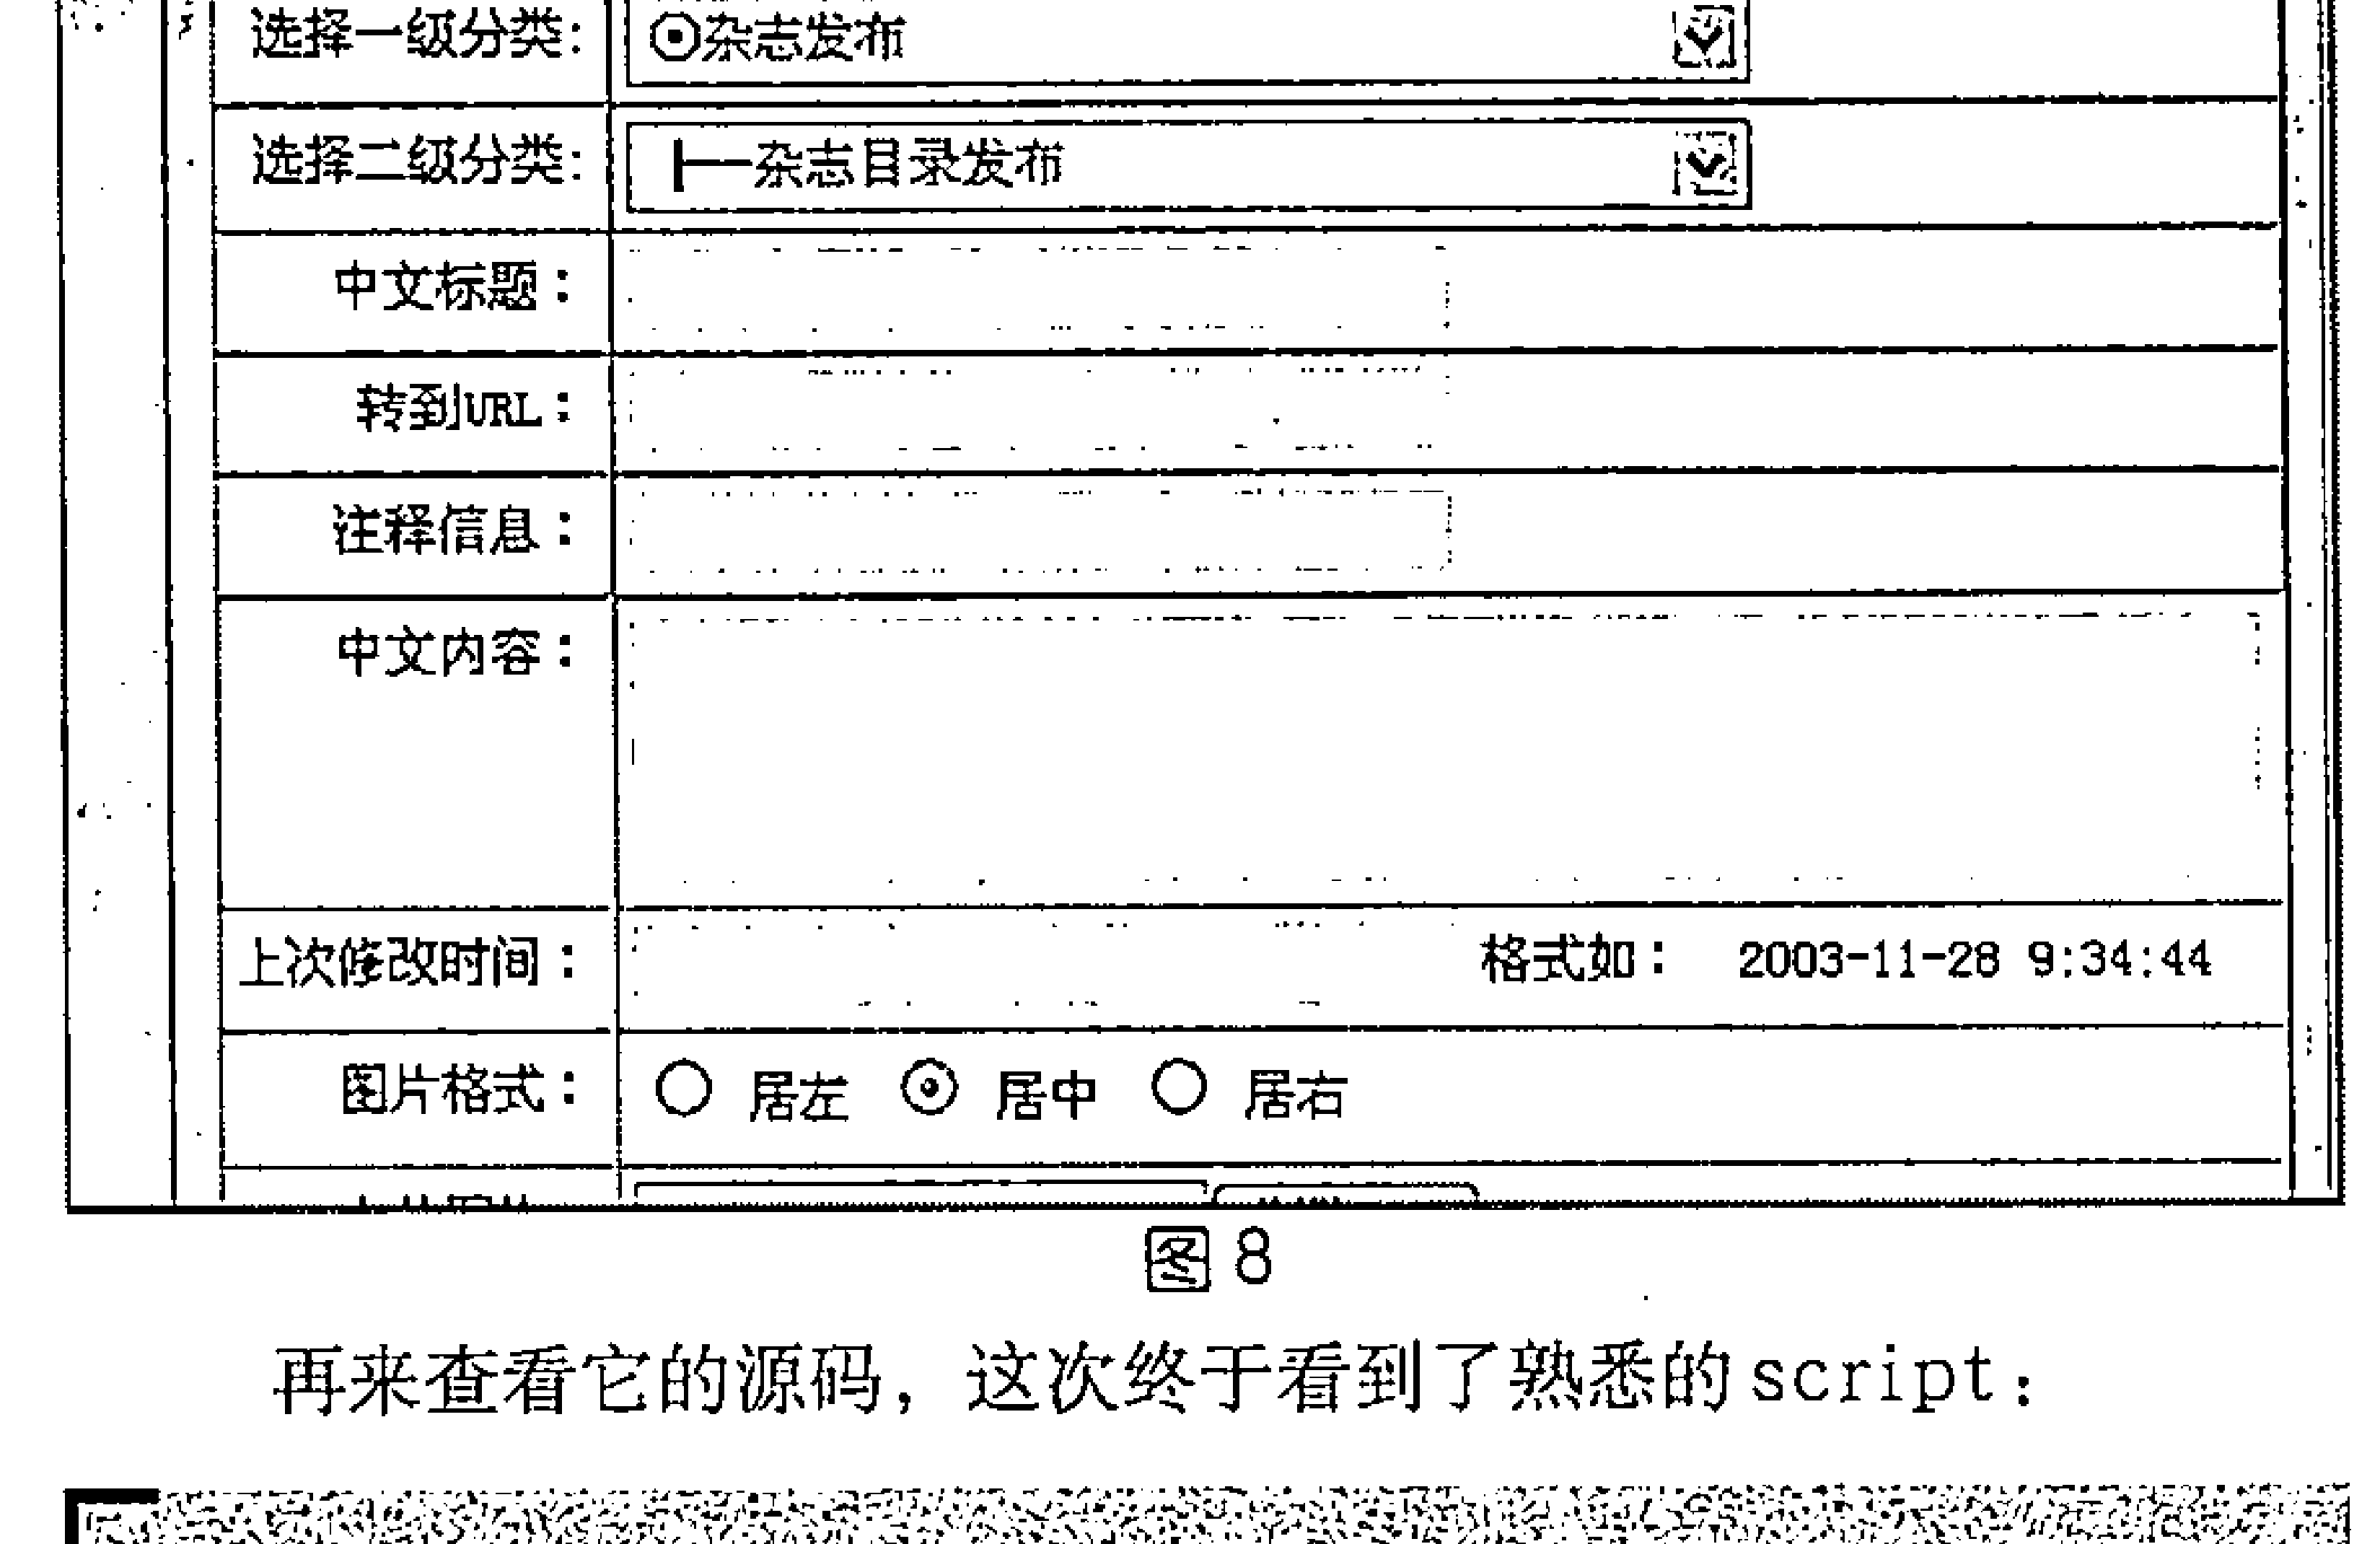 选择一级分类: ⊙杂志发布
选择二级分类: ├─杂志目录发布
中文标题：
转到URL：
注释信息：
中文内容：
上次修改时间： 格式如： 2003-11-28 9:34:44
图片格式： ○ 居左 ⊙ 居中 ○ 居右
图8
再来查看它的源码，这次终于看到了熟悉的script：